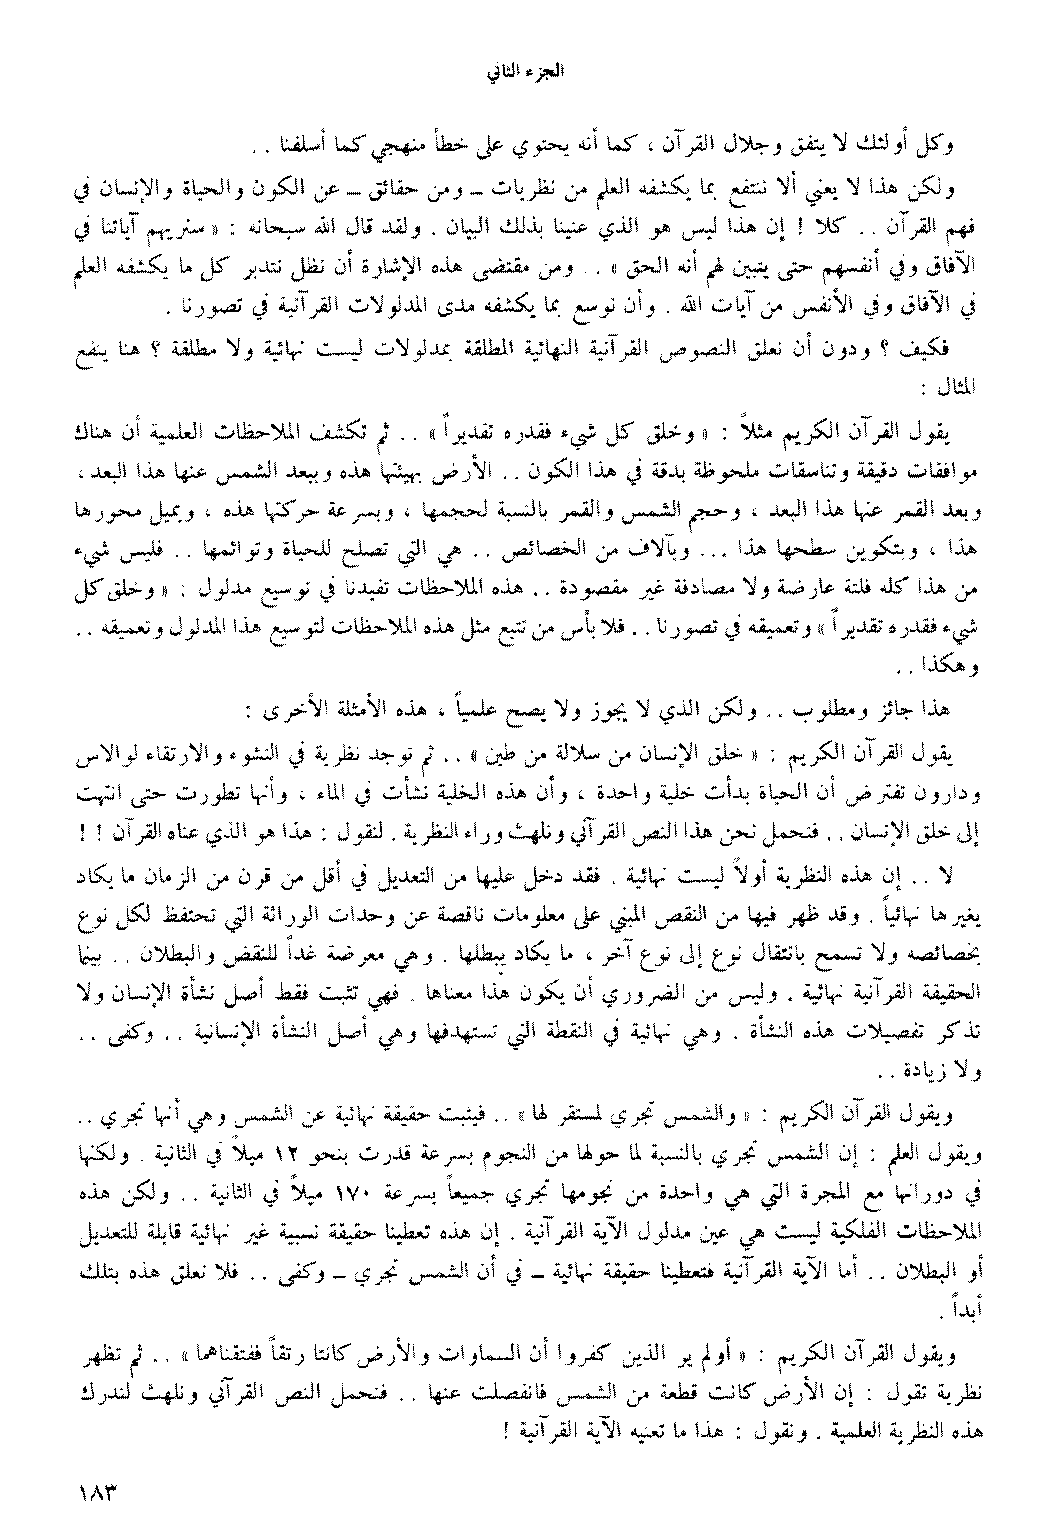 الجزء الثاني
وكل أولئك لا يتفق وجلال القرآن ، كما أنه يحتوي على خطأ منهجي كما أسلفنا . .
ولكن هذا لا يعني ألا ننتفع بما يكشفه العلم من نظريات – ومن حقائق – عن الكون والحياة والإنسان في
فهم القرآن . . كلا ! إن هذا ليس هو الذي عنينا بذلك البيان . ولقد قال الله سبحانه : « سنريهم آياتنا في
الآفاق وفي أنفسهم حتى يتبين لهم أنه الحق » . . ومن مقتضى هذه الإشارة أن نظل نتدبر كل ما يكشفه العلم
في الآفاق وفي الأنفس من آيات الله . وأن نوسع بما يكشفه مدى المدلولات القرآنية في تصورنا .
فكيف ؟ ودون أن نعلق النصوص القرآنية النهائية المطلقة بمدلولات ليست نهائية ولا مطلقة ؟ هنا ينفع
المثال :
يقول القرآن الكريم مثلاً : « وخلق كل شيء فقدره تقديراً » . . ثم تكشف الملاحظات العلمية أن هناك
موافقات دقيقة وتناسقات ملحوظة بدقة في هذا الكون . . الأرض بهيئتها هذه وببعد الشمس عنها هذا البعد ،
وبعد القمر عنها هذا البعد ، وحجم الشمس والقمر بالنسبة لحجمها ، وبسرعة حركتها هذه ، وبميل محورها
هذا ، وبتكوين سطحها هذا ... وبآلاف من الخصائص . . هي التي تصلح للحياة وتوائمها . . فليس شيء
من هذا كله فلتة عارضة ولا مصادفة غير مقصودة . . هذه الملاحظات تفيدنا في توسيع مدلول : « وخلق كل
شيء فقدره تقديراً » وتعميقه في تصورنا . . فلا بأس من تتبع مثل هذه الملاحظات لتوسيع هذا المدلول وتعميقه . .
وهكذا . .
هذا جائز ومطلوب . . ولكن الذي لا يجوز ولا يصح علمياً ، هذه الأمثلة الأخرى :
يقول القرآن الكريم : « خلق الإنسان من سلالة من طين » . . ثم توجد نظرية في النشوء والارتقاء لوالاس
ودارون تفترض أن الحياة بدأت خلية واحدة ، وأن هذه الخلية نشأت في الماء ، وأنها تطورت حتى انتهت
إلى خلق الإنسان . . فنحمل نحن هذا النص القرآني ونلهث وراء النظرية . لنقول : هذا هو الذي عناه القرآن ! !
لا . . إن هذه النظرية أولاً ليست نهائية . فقد دخل عليها من التعديل في أقل من قرن من الزمان ما يكاد
يغيرها نهائياً . وقد ظهر فيها من النقص المبني على معلومات ناقصة عن وحدات الوراثة التي تحتفظ لكل نوع
بخصائصه ولا تسمح بانتقال نوع إلى نوع آخر ، ما يكاد يبطلها . وهي معرضة غداً للنقض والبطلان . . بينما
الحقيقة القرآنية نهائية . وليس من الضروري أن يكون هذا معناها . فهي تثبت فقط أصل نشأة الإنسان ولا
تذكر تفصيلات هذه النشأة . وهي نهائية في النقطة التي تستهدفها وهي أصل النشأة الإنسانية . . وكفى . .
ولا زيادة . .
ويقول القرآن الكريم : « والشمس تجري لمستقر لها » . . فيثبت حقيقة نهائية عن الشمس وهي أنها تجري . .
ويقول العلم : إن الشمس تجري بالنسبة لما حولها من النجوم بسرعة قدرت بنحو ١٢ ميلاً في الثانية . ولكنها
في دورانها مع المجرة التي هي واحدة من نجومها تجري جميعاً بسرعة ١٧٠ ميلاً في الثانية . . ولكن هذه
الملاحظات الفلكية ليست هي عين مدلول الآية القرآنية . إن هذه تعطينا حقيقة نسبية غير نهائية قابلة للتعديل
أو البطلان . . أما الآية القرآنية فتعطينا حقيقة نهائية – في أن الشمس تجري – وكفى . . فلا نعلق هذه بتلك
أبداً .
ويقول القرآن الكريم : « أولم ير الذين كفروا أن السماوات والأرض كانتا رتقاً ففتقناهما » . . ثم تظهر
نظرية تقول : إن الأرض كانت قطعة من الشمس فانفصلت عنها . . فنحمل النص القرآني ونلهث لندرك
هذه النظرية العلمية . ونقول : هذا ما تعنيه الآية القرآنية !
١٨٣